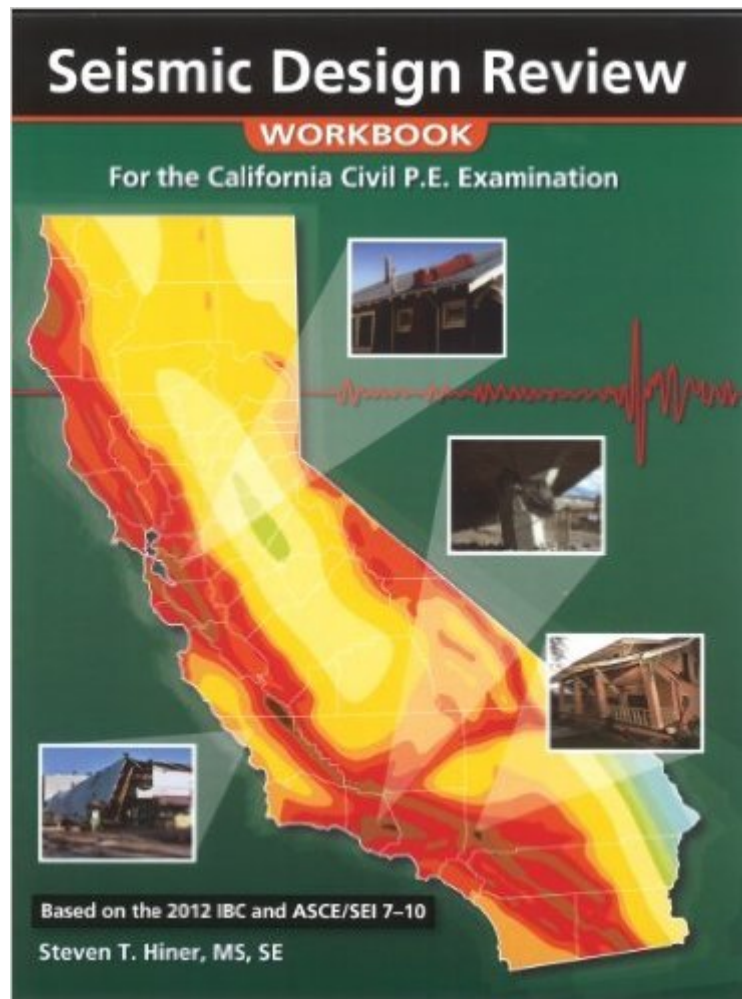 Seismic Design Review
WORKBOOK
For the California Civil P.E. Examination
Based on the 2012 IBC and ASCE/SEI 7–10
Steven T. Hiner, MS, SE